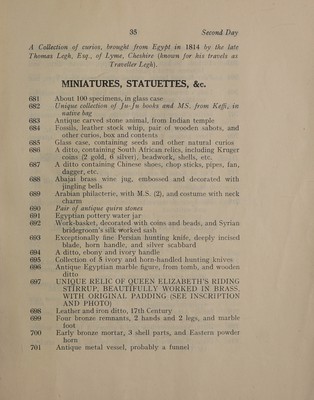 35 Second Day
A Collection of curios, brought from Egypt in 1814 by the late
Thomas Legh, Esq., of Lyme, Cheshire (known for his travels as
Traveller Legh).
MINIATURES, STATUETTES, &c.
681 About 100 specimens, in glass case
682 Unique collection of Ju-Ju books and MS. from Keffi, in
native bag
683 Antique carved stone animal, from Indian temple
684 Fossils, leather stock whip, pair of wooden sabots, and
other curios, box and contents
685 Glass case, containing seeds and other natural curios
686 A ditto, containing South African relics, including Kruger
coins (2 gold, 6 silver), beadwork, shells, etc.
687 A ditto containing Chinese shoes, chop sticks, pipes, fan,
dagger, etc.
688 Abajai brass wine jug, embossed and decorated with
jingling bells
689 Arabian philacterie, with M.S. (2), and costume with neck
charm
690 Pair of antique quirn stones
691 Egyptian pottery water jar
692 Work-basket, decorated with coins and beads, and Syrian
bridegroom's silk worked sash
693 Exceptionally fine Persian hunting knife, deeply incised
blade, horn handle, and silver scabbard
694 A ditto, ebony and ivory handle
695 Collection of 5 ivory and horn-handled hunting knives
696 Antique Egyptian marble figure, from tomb, and wooden
ditto
697 UNIQUE RELIC OF QUEEN ELIZABETH'S RIDING
STIRRUP, BEAUTIFULLY WORKED IN BRASS,
WITH ORIGINAL PADDING (SEE INSCRIPTION
AND PHOTO)
698 Leather and iron ditto, 17th Century
699 Four bronze remnants, 2 hands and 2 legs, and marble
foot
700 Early bronze mortar, 3 shell parts, and Eastern powder
horn
701 Antique metal vessel, probably a funnel